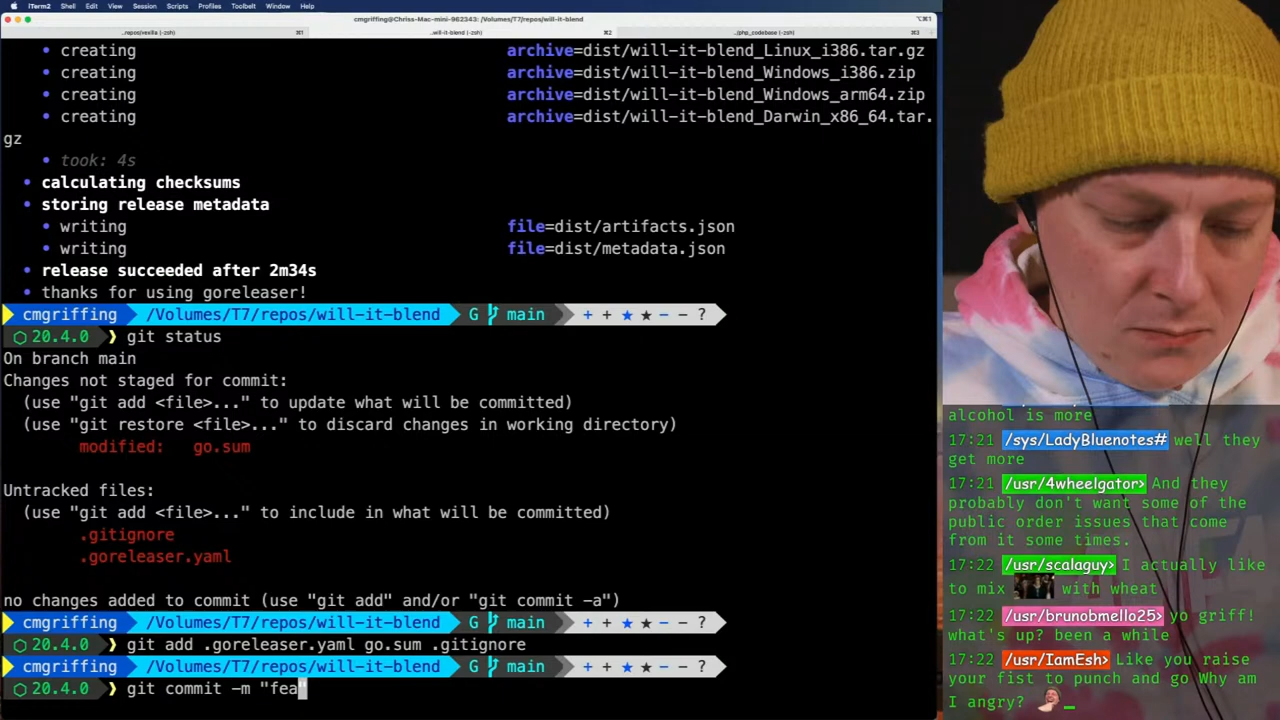 iTerm2 Shell Edit View Session Scripts Profiles Toolbelt Window Help
cmgriffing@Chriss-Mac-mini-962343: /Volumes/T7/repos/will-it-blend
⌥⌘1
..repos/vexilla (-zsh) ⌘1 ..will-it-blend (-zsh) ⌘2 ../php_codebase (-zsh) ⌘3
• creating archive=dist/will-it-blend_Linux_i386.tar.gz
• creating archive=dist/will-it-blend_Windows_i386.zip
• creating archive=dist/will-it-blend_Windows_arm64.zip
• creating archive=dist/will-it-blend_Darwin_x86_64.tar.
gz
• took: 4s
• calculating checksums
• storing release metadata
• writing file=dist/artifacts.json
• writing file=dist/metadata.json
• release succeeded after 2m34s
• thanks for using goreleaser!
cmgriffing /Volumes/T7/repos/will-it-blend G main + + ★ ★ − − ?
20.4.0 ❯ git status
On branch main
Changes not staged for commit:
(use "git add <file>..." to update what will be committed)
(use "git restore <file>..." to discard changes in working directory)
modified: go.sum
Untracked files:
(use "git add <file>..." to include in what will be committed)
.gitignore
.goreleaser.yaml
no changes added to commit (use "git add" and/or "git commit -a")
cmgriffing /Volumes/T7/repos/will-it-blend G main + + ★ ★ − − ?
20.4.0 ❯ git add .goreleaser.yaml go.sum .gitignore
cmgriffing /Volumes/T7/repos/will-it-blend G main + + ★ ★ − − ?
20.4.0 ❯ git commit -m "fea"
alcohol is more
17:21 /sys/LadyBluenotes# well they
get more
17:21 /usr/4wheelgator> And they
probably don't want some of the
public order issues that come
from it some times.
17:22 /usr/scalaguy> I actually like
to mix with wheat
17:22 /usr/brunobmello25> yo griff!
what's up? been a while
17:22 /usr/IamEsh> Like you raise
your fist to punch and go Why am
I angry? _